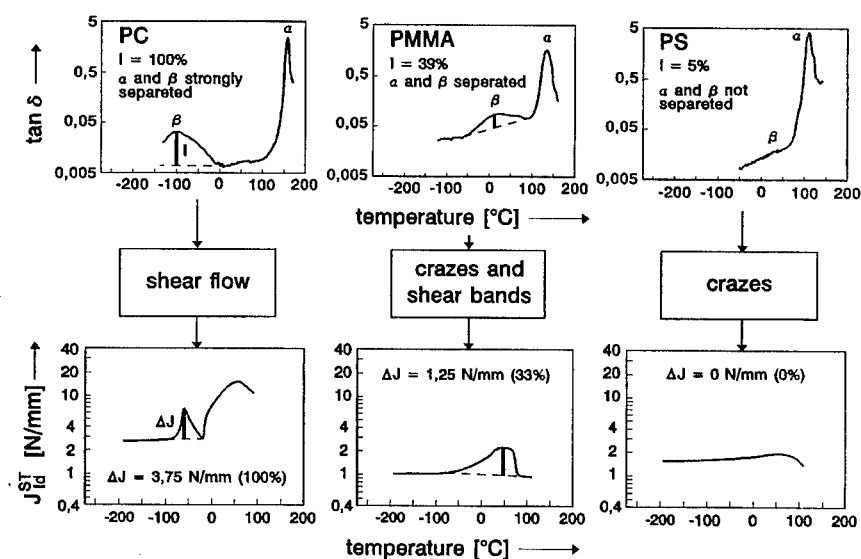 PC
I = 100%
α and β strongly
separeted
α
β
I
5
0,5
0,05
0,005
-200 -100 0 100 200
PMMA
I = 39%
α and β seperated
α
β
5
0,5
0,05
0,005
-200 -100 0 100 200
PS
I = 5%
α and β not
separeted
α
β
5
0,5
0,05
0,005
-200 -100 0 100 200
tan δ
temperature [°C]
shear flow
crazes and
shear bands
crazes
J ST Id [N/mm]
40
20
10
4
2
1
0,4
ΔJ
ΔJ = 3,75 N/mm (100%)
-200 -100 0 100 200
40
20
10
4
2
1
0,4
ΔJ = 1,25 N/mm (33%)
-200 -100 0 100 200
40
20
10
4
2
1
0,4
ΔJ = 0 N/mm (0%)
-200 -100 0 100 200
temperature [°C]